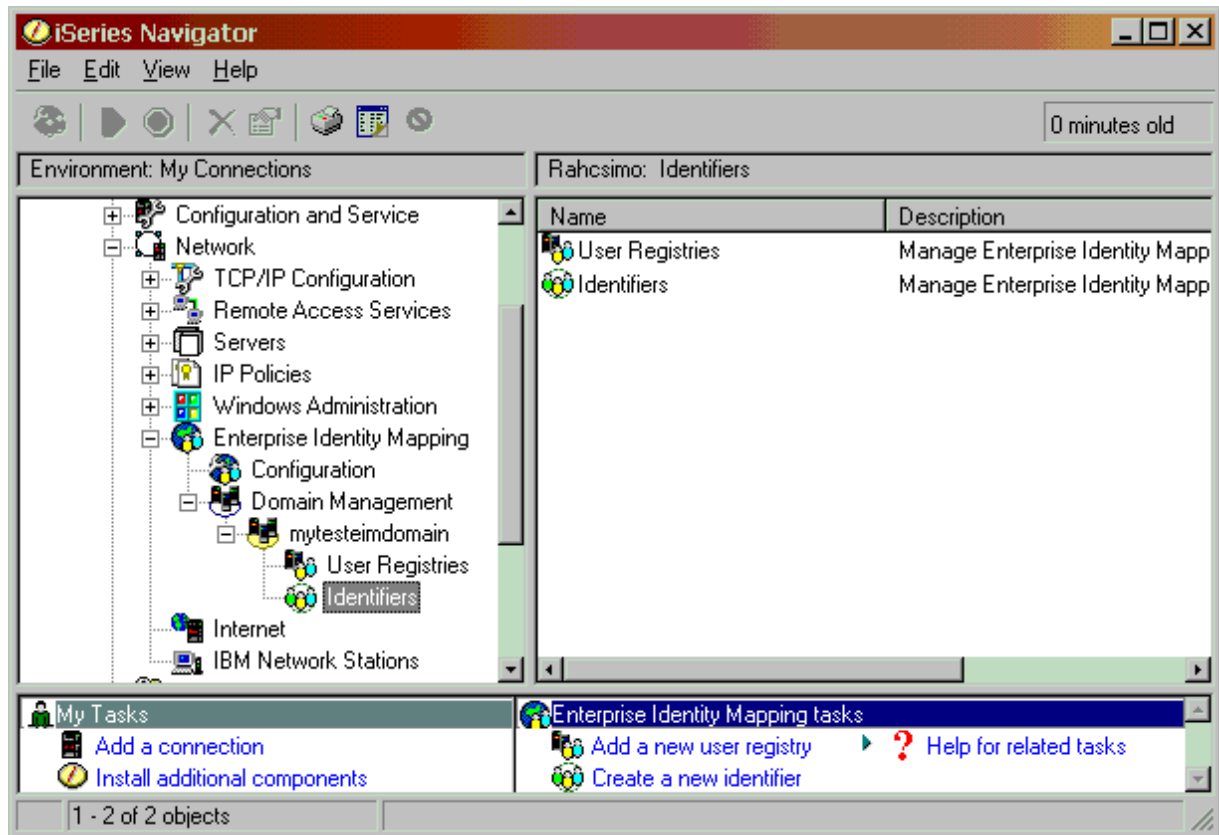 iSeries Navigator
File Edit View Help
0 minutes old
Environment: My Connections
Rahcsimo: Identifiers
Configuration and Service
Network
TCP/IP Configuration
Remote Access Services
Servers
IP Policies
Windows Administration
Enterprise Identity Mapping
Configuration
Domain Management
mytesteimdomain
User Registries
Identifiers
Internet
IBM Network Stations
Name Description
User Registries Manage Enterprise Identity Mapp
Identifiers Manage Enterprise Identity Mapp
My Tasks
Add a connection
Install additional components
Enterprise Identity Mapping tasks
Add a new user registry ? Help for related tasks
Create a new identifier
1 - 2 of 2 objects